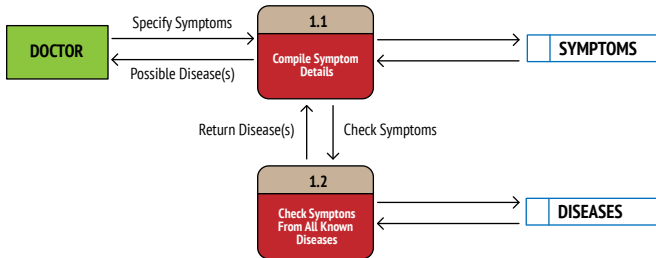 Specify Symptoms
1.1
DOCTOR
Compile Symptom
Details
SYMPTOMS
Possible Disease(s)
Return Disease(s)
Check Symptoms
1.2
Check Symptons
From All Known
Diseases
DISEASES